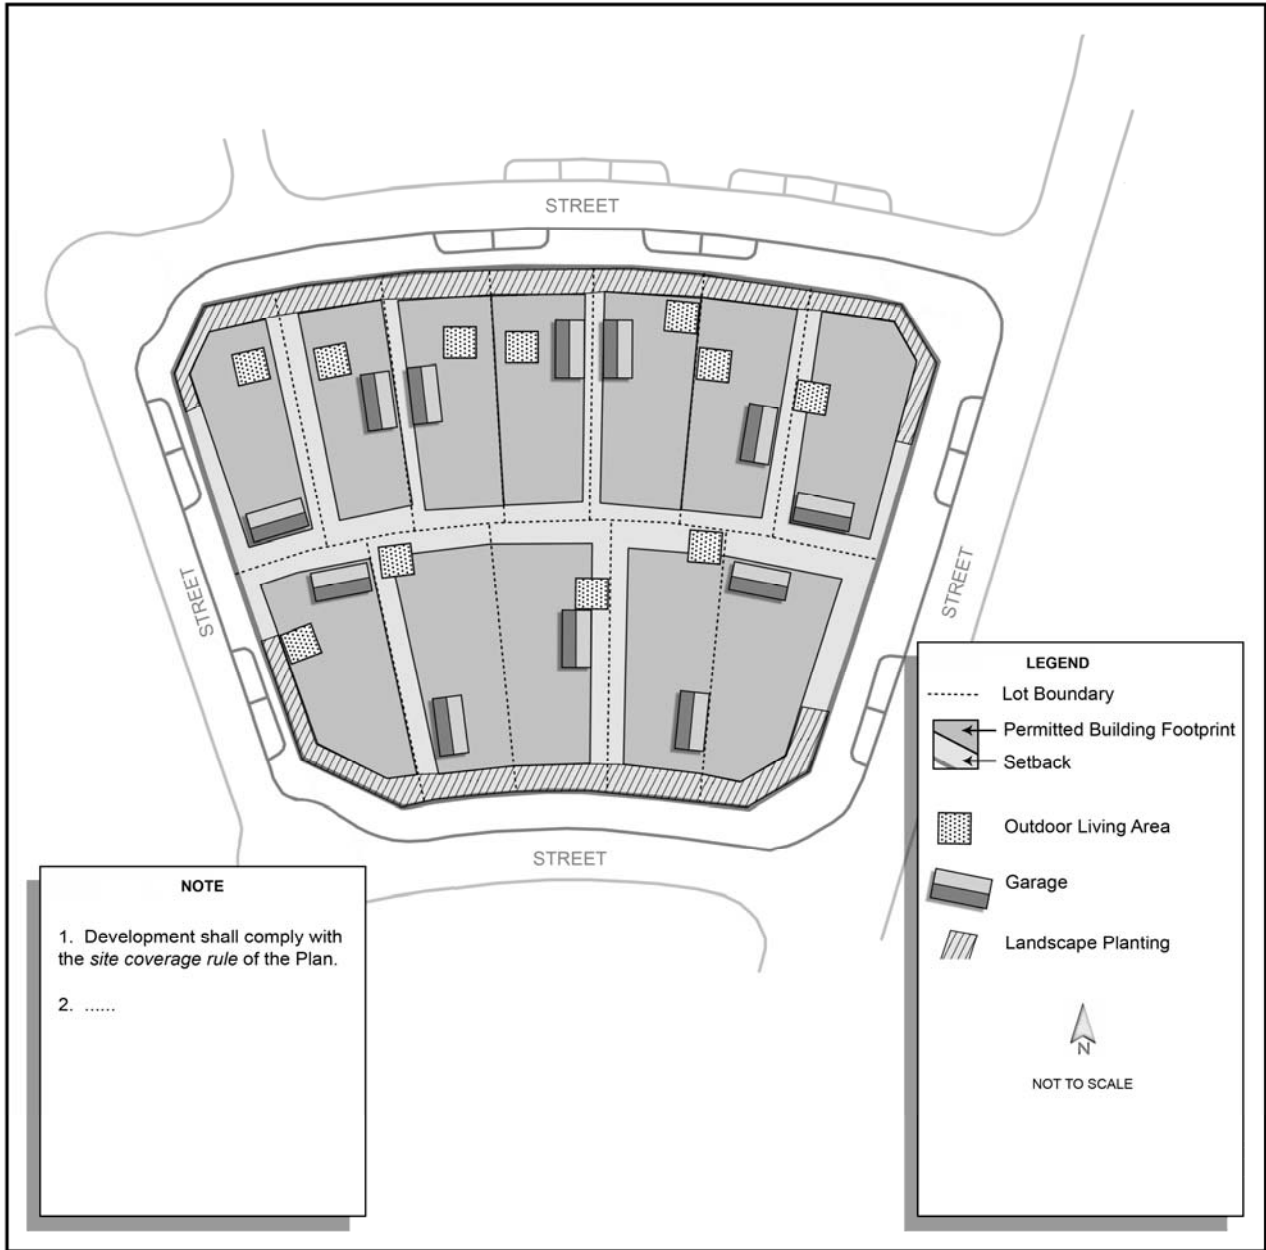 STREET
STREET
STREET
STREET
LEGEND
Lot Boundary
Permitted Building Footprint
Setback
Outdoor Living Area
Garage
Landscape Planting
N
NOT TO SCALE
NOTE
1. Development shall comply with
the site coverage rule of the Plan.
2. ......